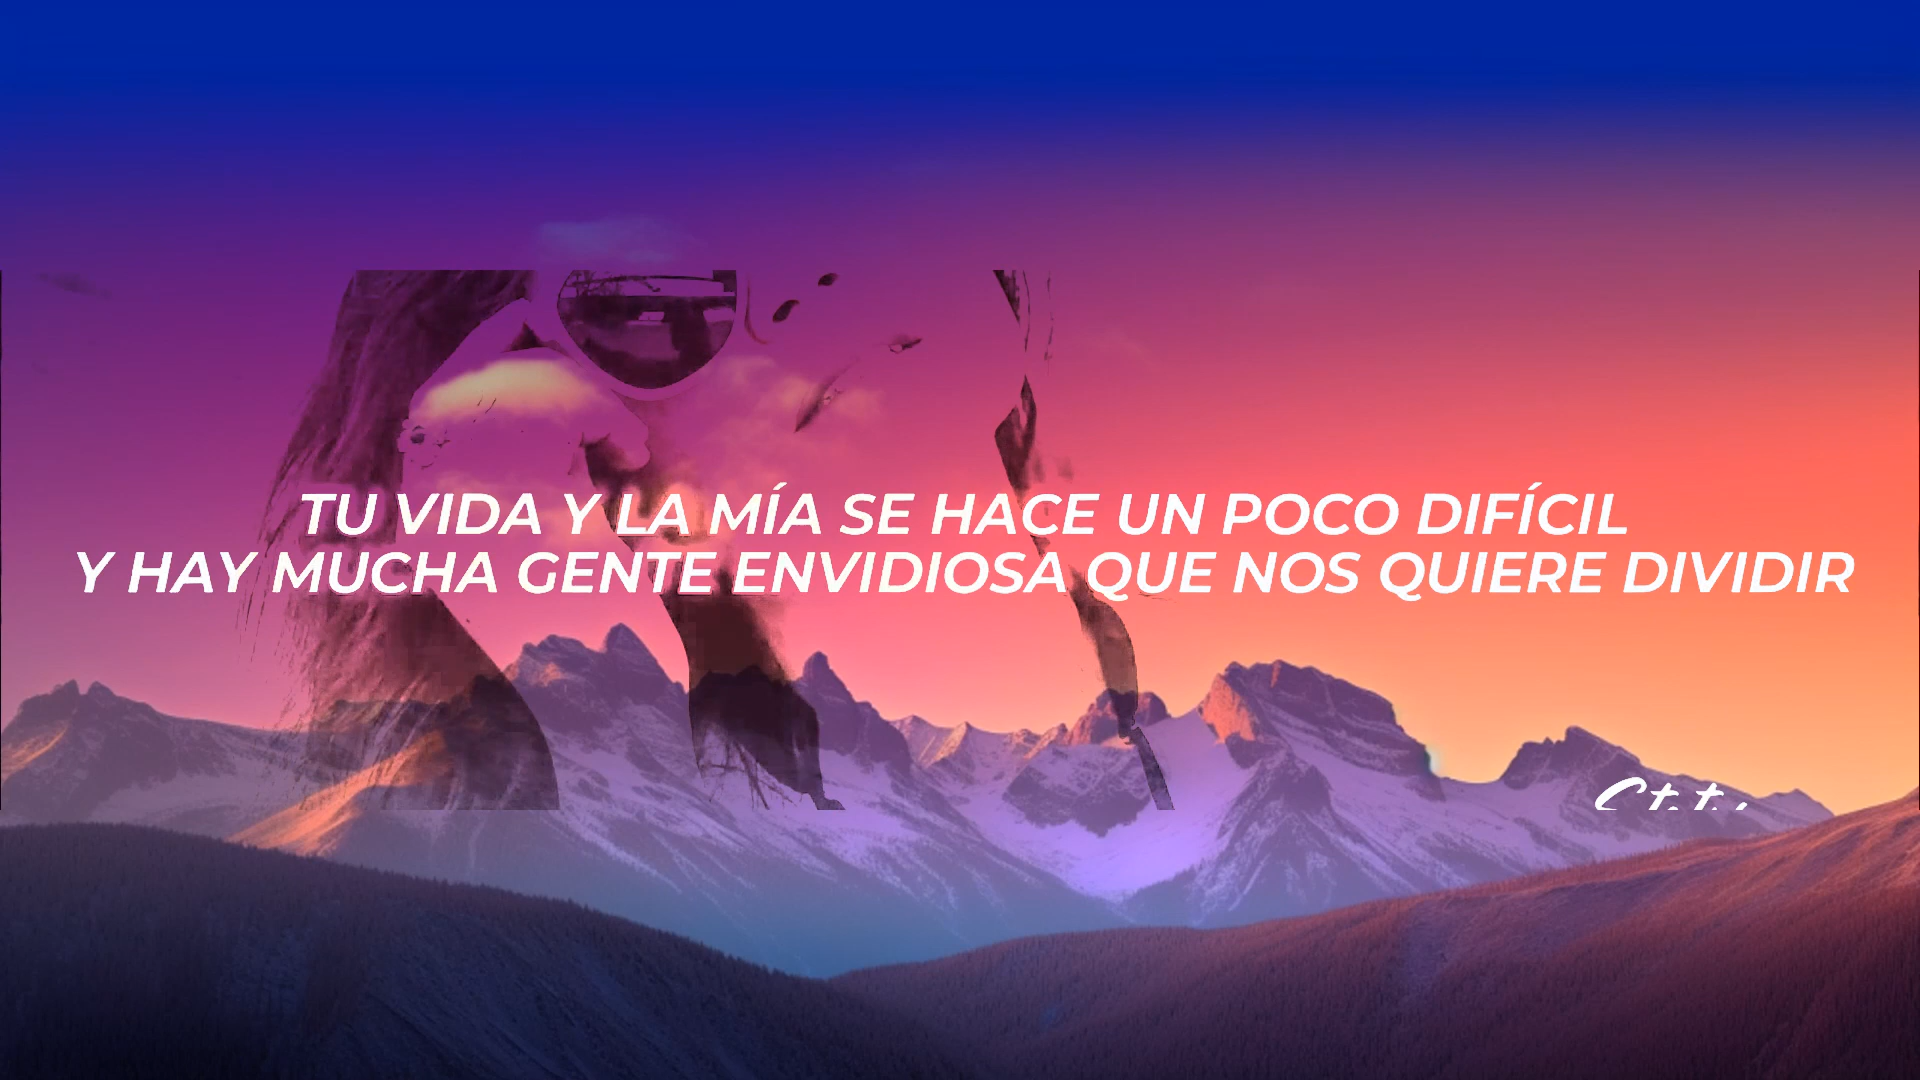 TU VIDA Y LA MÍA SE HACE UN POCO DIFÍCIL
Y HAY MUCHA GENTE ENVIDIOSA QUE NOS QUIERE DIVIDIR